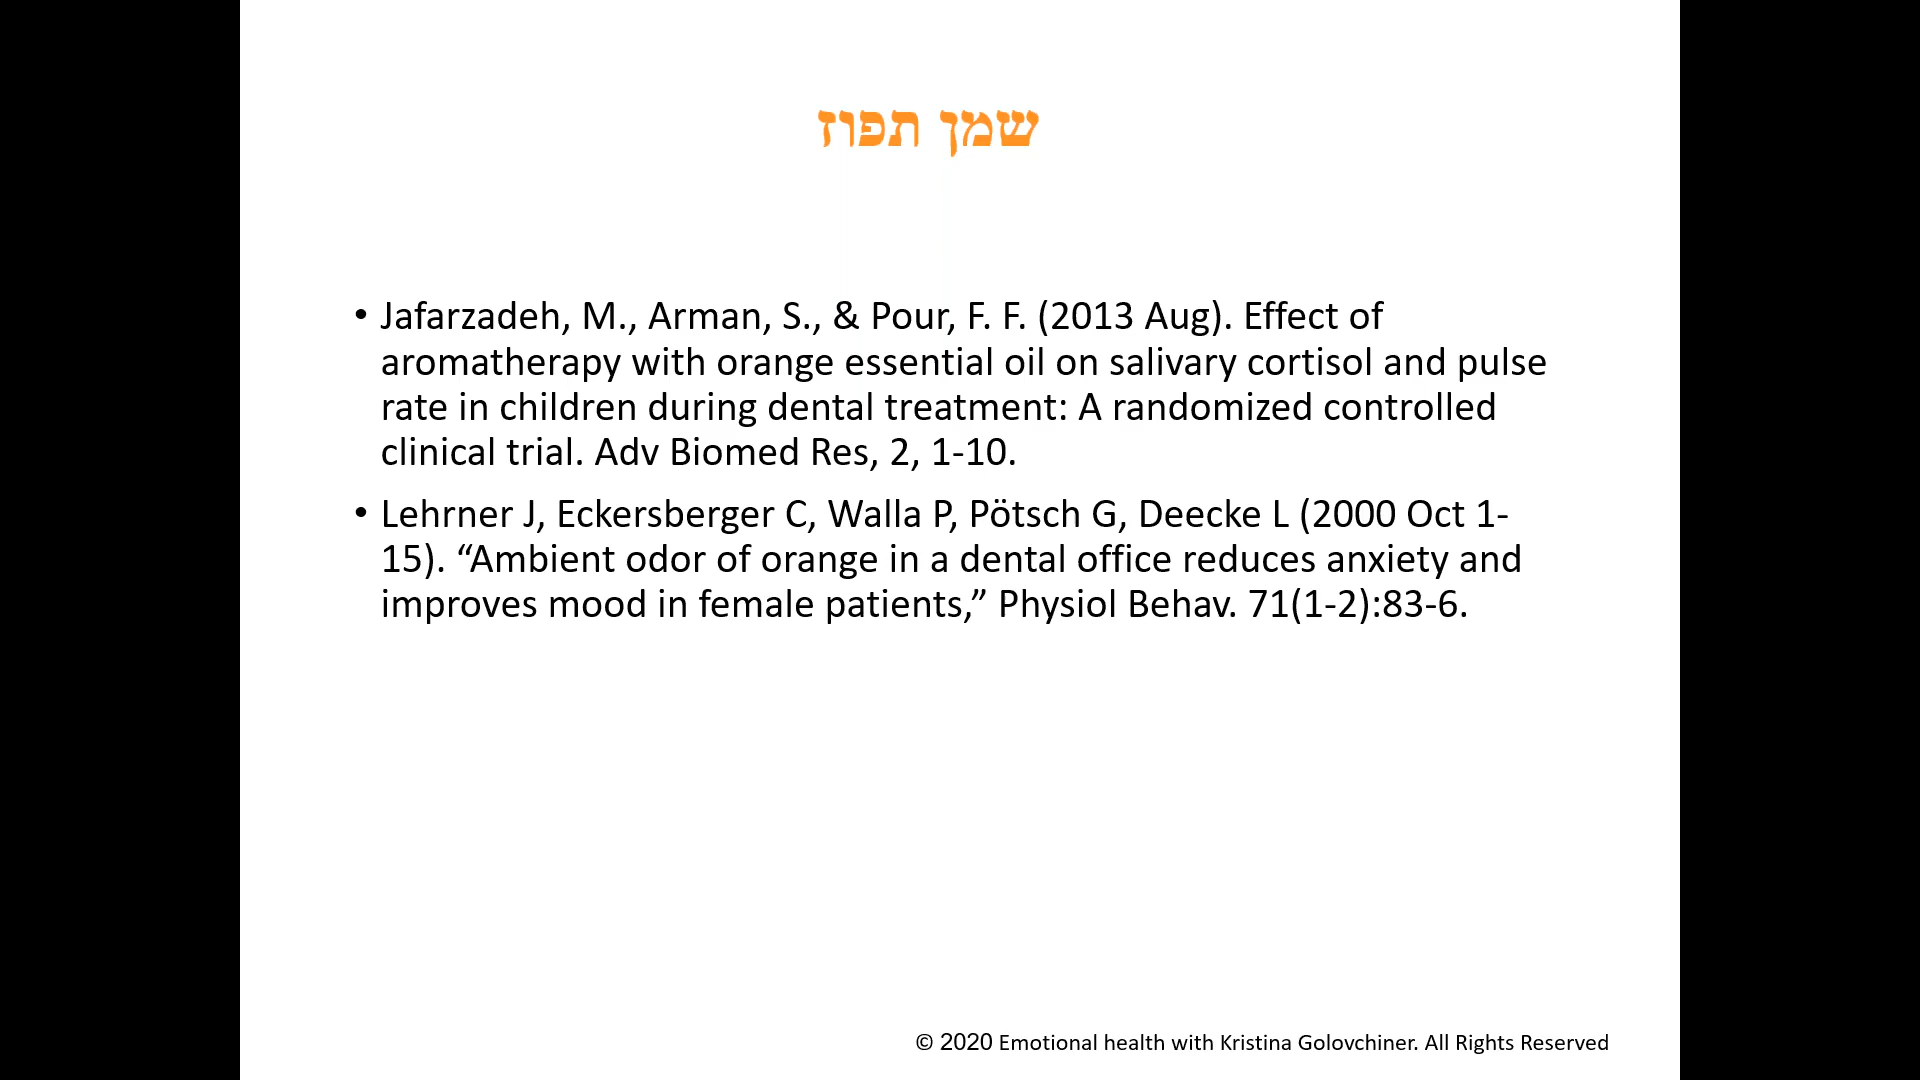 שמן תפוז
• Jafarzadeh, M., Arman, S., & Pour, F. F. (2013 Aug). Effect of
aromatherapy with orange essential oil on salivary cortisol and pulse
rate in children during dental treatment: A randomized controlled
clinical trial. Adv Biomed Res, 2, 1-10.
• Lehrner J, Eckersberger C, Walla P, Pötsch G, Deecke L (2000 Oct 1-
15). “Ambient odor of orange in a dental office reduces anxiety and
improves mood in female patients,” Physiol Behav. 71(1-2):83-6.
© 2020 Emotional health with Kristina Golovchiner. All Rights Reserved